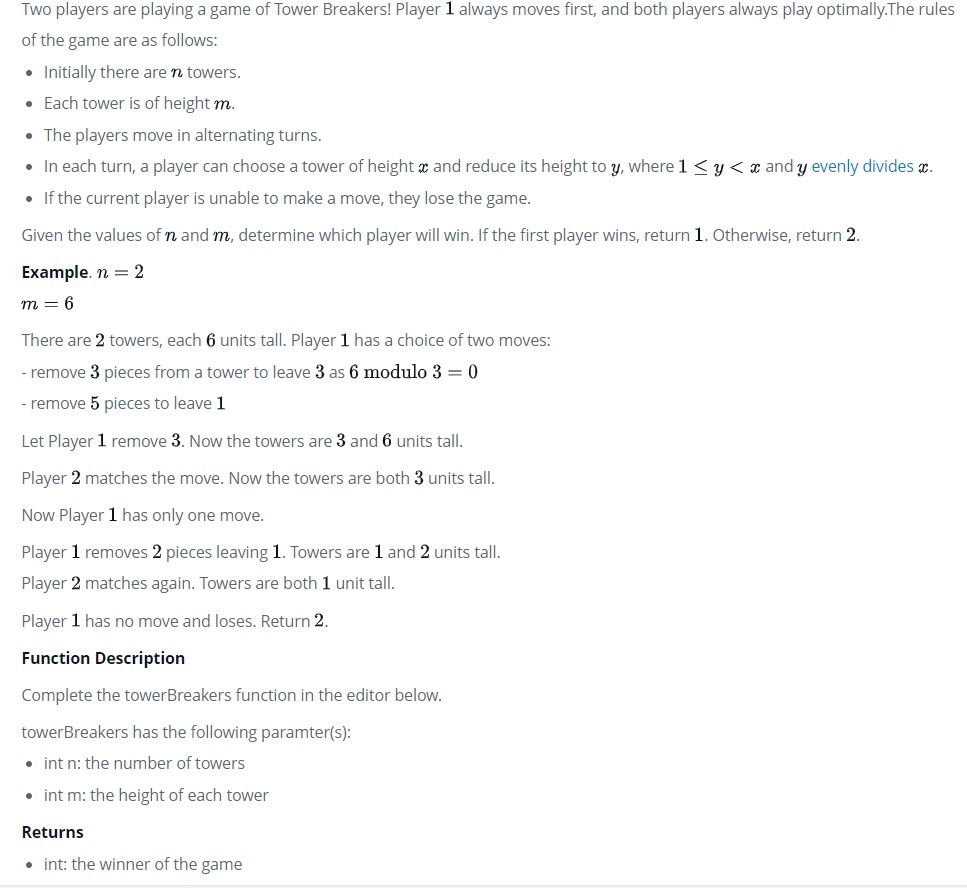 Two players are playing a game of Tower Breakers! Player 1 always moves first, and both players always play optimally.The rules
of the game are as follows:
• Initially there are n towers.
• Each tower is of height m.
• The players move in alternating turns.
• In each turn, a player can choose a tower of height x and reduce its height to y, where 1 ≤ y < x and y evenly divides x.
• If the current player is unable to make a move, they lose the game.
Given the values of n and m, determine which player will win. If the first player wins, return 1. Otherwise, return 2.
Example. n = 2
m = 6
There are 2 towers, each 6 units tall. Player 1 has a choice of two moves:
- remove 3 pieces from a tower to leave 3 as 6 modulo 3 = 0
- remove 5 pieces to leave 1
Let Player 1 remove 3. Now the towers are 3 and 6 units tall.
Player 2 matches the move. Now the towers are both 3 units tall.
Now Player 1 has only one move.
Player 1 removes 2 pieces leaving 1. Towers are 1 and 2 units tall.
Player 2 matches again. Towers are both 1 unit tall.
Player 1 has no move and loses. Return 2.
Function Description
Complete the towerBreakers function in the editor below.
towerBreakers has the following paramter(s):
• int n: the number of towers
• int m: the height of each tower
Returns
• int: the winner of the game